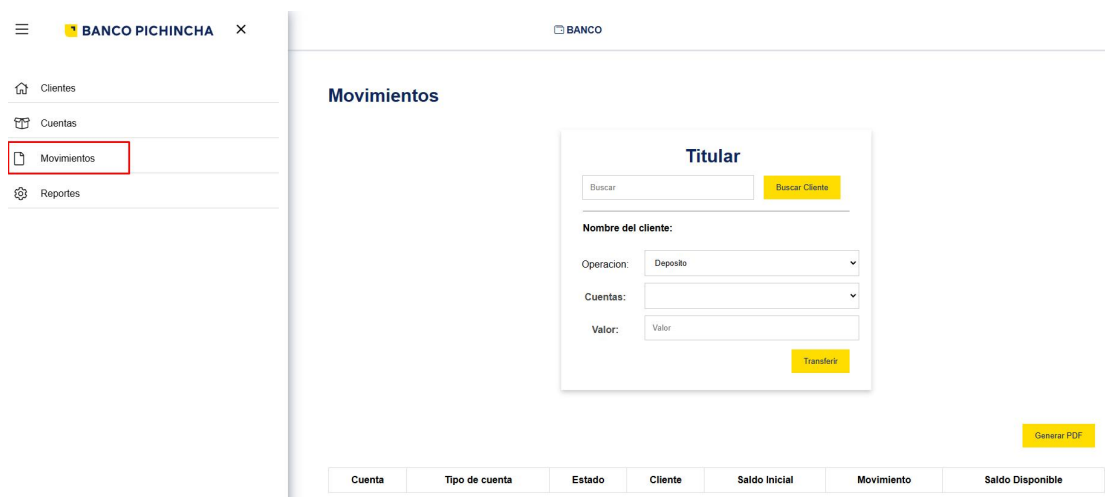 BANCO PICHINCHA
BANCO
Clientes
Cuentas
Movimientos
Reportes
Movimientos
Titular
Buscar Buscar Cliente
Nombre del cliente:
Operacion: Deposito
Cuentas:
Valor: Valor
Transferir
Generar PDF
Cuenta Tipo de cuenta Estado Cliente Saldo Inicial Movimiento Saldo Disponible